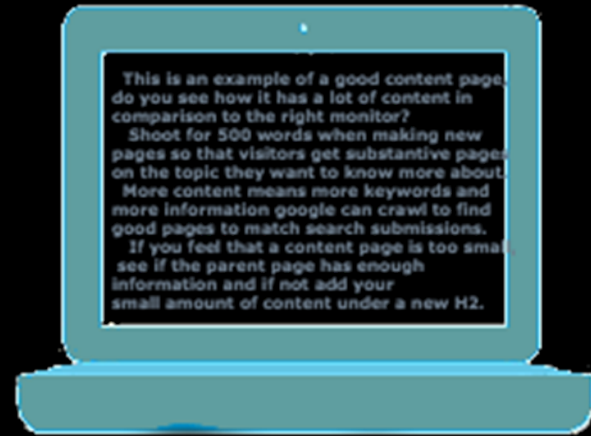 This is an example of a good content page,
do you see how it has a lot of content in
comparison to the right monitor?
Shoot for 500 words when making new
pages so that visitors get substantive pages
on the topic they want to know more about.
More content means more keywords and
more information google can crawl to find
good pages to match search submissions.
If you feel that a content page is too small,
see if the parent page has enough
information and if not add your
small amount of content under a new H2.